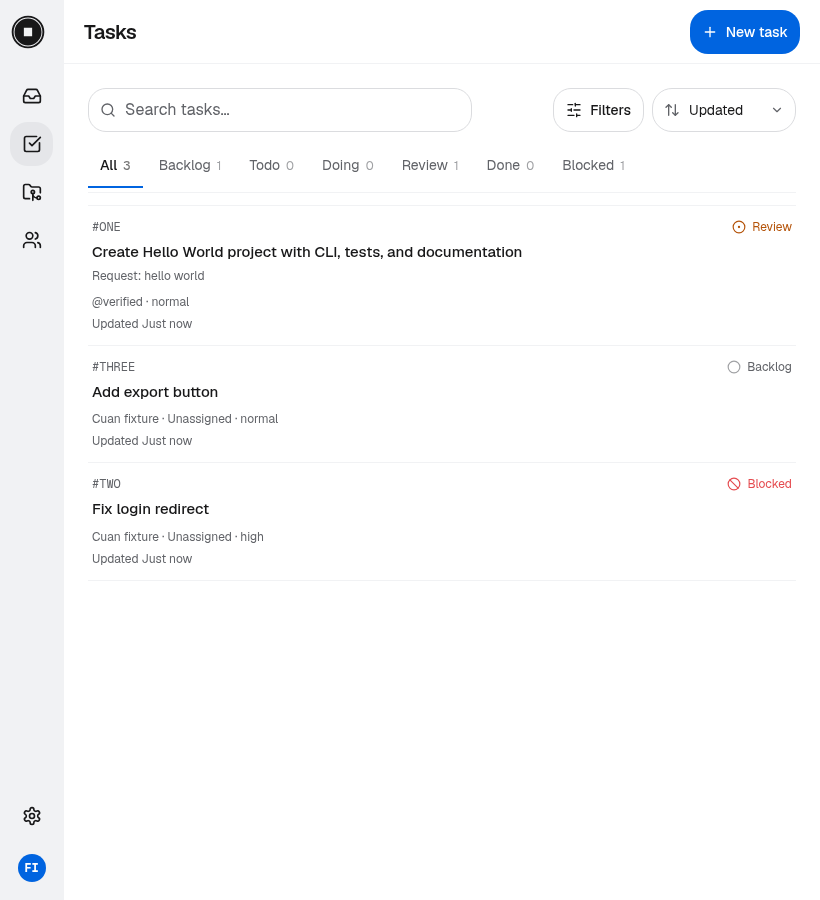 Tasks
New task
Search tasks...
Filters
Updated
All 3
Backlog 1
Todo 0
Doing 0
Review 1
Done 0
Blocked 1
#ONE
Review
Create Hello World project with CLI, tests, and documentation
Request: hello world
@verified · normal
Updated Just now
#THREE
Backlog
Add export button
Cuan fixture · Unassigned · normal
Updated Just now
#TWO
Blocked
Fix login redirect
Cuan fixture · Unassigned · high
Updated Just now
FI